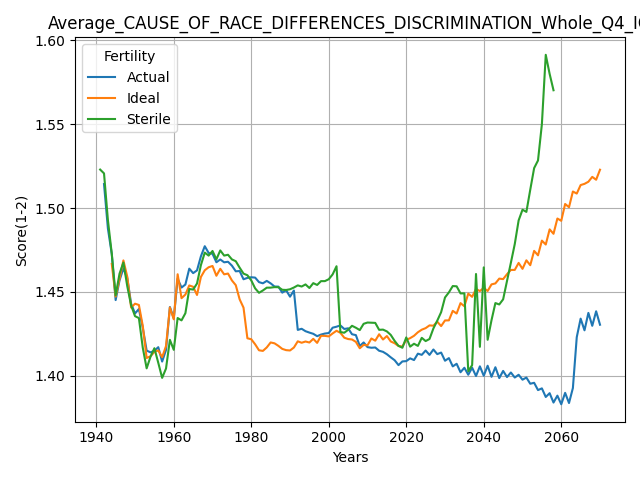 Average_CAUSE_OF_RACE_DIFFERENCES_DISCRIMINATION_Whole_Q4_IQ
Fertility
Actual
Ideal
Sterile
Score(1-2)
1.60
1.55
1.50
1.45
1.40
1940
1960
1980
2000
2020
2040
2060
Years